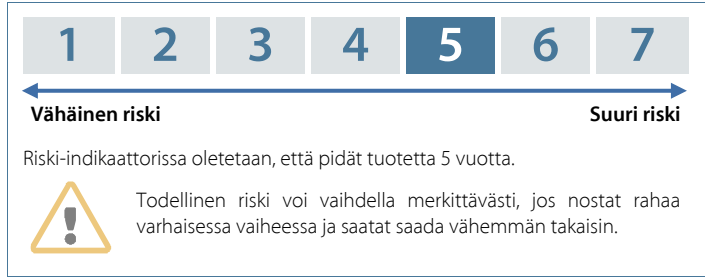 1 2 3 4 5 6 7
Vähäinen riski Suuri riski
Riski-indikaattorissa oletetaan, että pidät tuotetta 5 vuotta.
Todellinen riski voi vaihdella merkittävästi, jos nostat rahaa
varhaisessa vaiheessa ja saatat saada vähemmän takaisin.